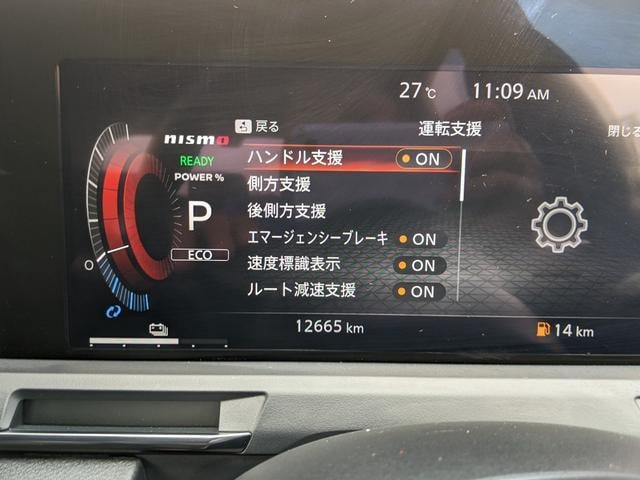 27℃ 11:09 AM
戻る 運転支援 閉じる
nismo
READY
POWER %
P
ECO
0
ハンドル支援 ON
側方支援
後側方支援
エマージェンシーブレーキ ON
速度標識表示 ON
ルート減速支援 ON
12665 km 14 km